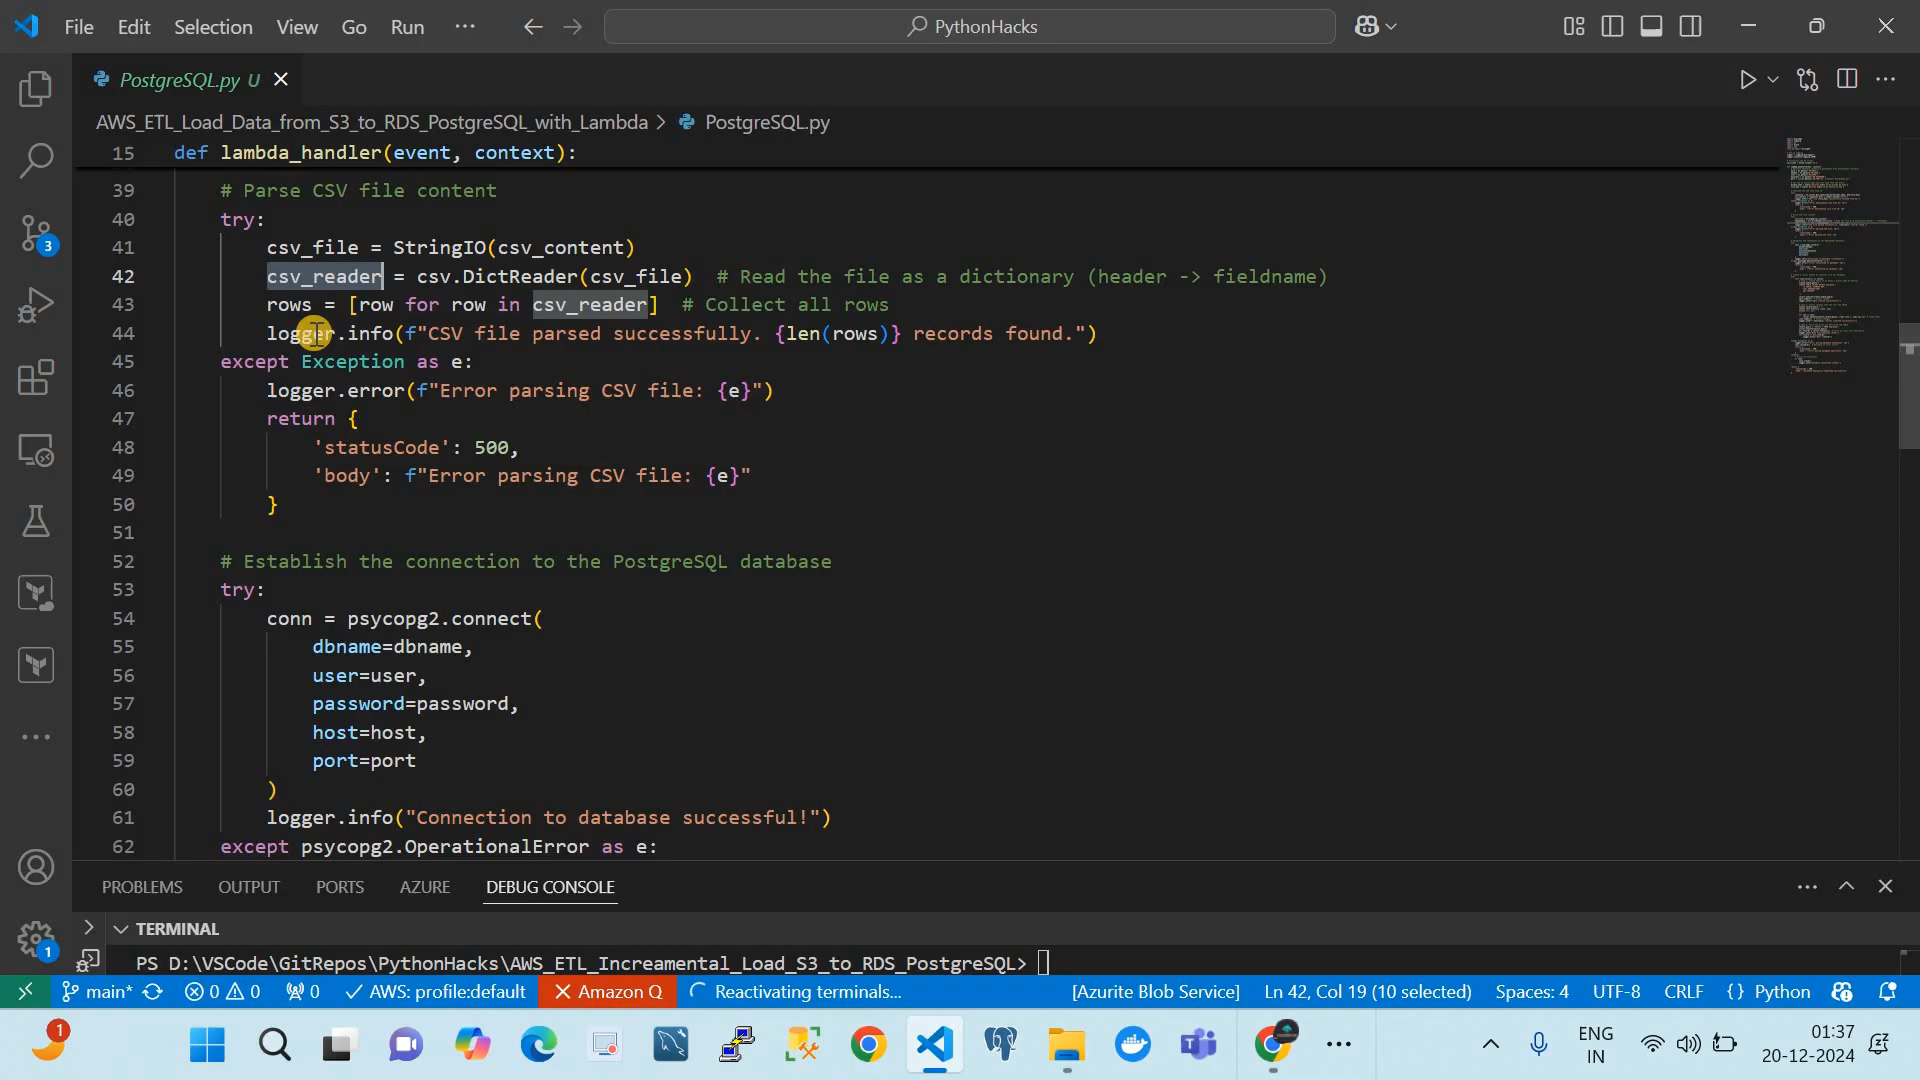 File Edit Selection View Go Run ··· PythonHacks
PostgreSQL.py U
AWS_ETL_Load_Data_from_S3_to_RDS_PostgreSQL_with_Lambda > PostgreSQL.py
15 def lambda_handler(event, context):
39 # Parse CSV file content
40 try:
41 csv_file = StringIO(csv_content)
42 csv_reader = csv.DictReader(csv_file) # Read the file as a dictionary (header -> fieldname)
43 rows = [row for row in csv_reader] # Collect all rows
44 logger.info(f"CSV file parsed successfully. {len(rows)} records found.")
45 except Exception as e:
46 logger.error(f"Error parsing CSV file: {e}")
47 return {
48 'statusCode': 500,
49 'body': f"Error parsing CSV file: {e}"
50 }
51
52 # Establish the connection to the PostgreSQL database
53 try:
54 conn = psycopg2.connect(
55 dbname=dbname,
56 user=user,
57 password=password,
58 host=host,
59 port=port
60 )
61 logger.info("Connection to database successful!")
62 except psycopg2.OperationalError as e:
3
PROBLEMS OUTPUT PORTS AZURE DEBUG CONSOLE
TERMINAL
1
PS D:\VSCode\GitRepos\PythonHacks\AWS_ETL_Increamental_Load_S3_to_RDS_PostgreSQL>
main* 0 0 0 AWS: profile:default Amazon Q Reactivating terminals... [Azurite Blob Service] Ln 42, Col 19 (10 selected) Spaces: 4 UTF-8 CRLF {} Python
1
ENG
IN
01:37
20-12-2024